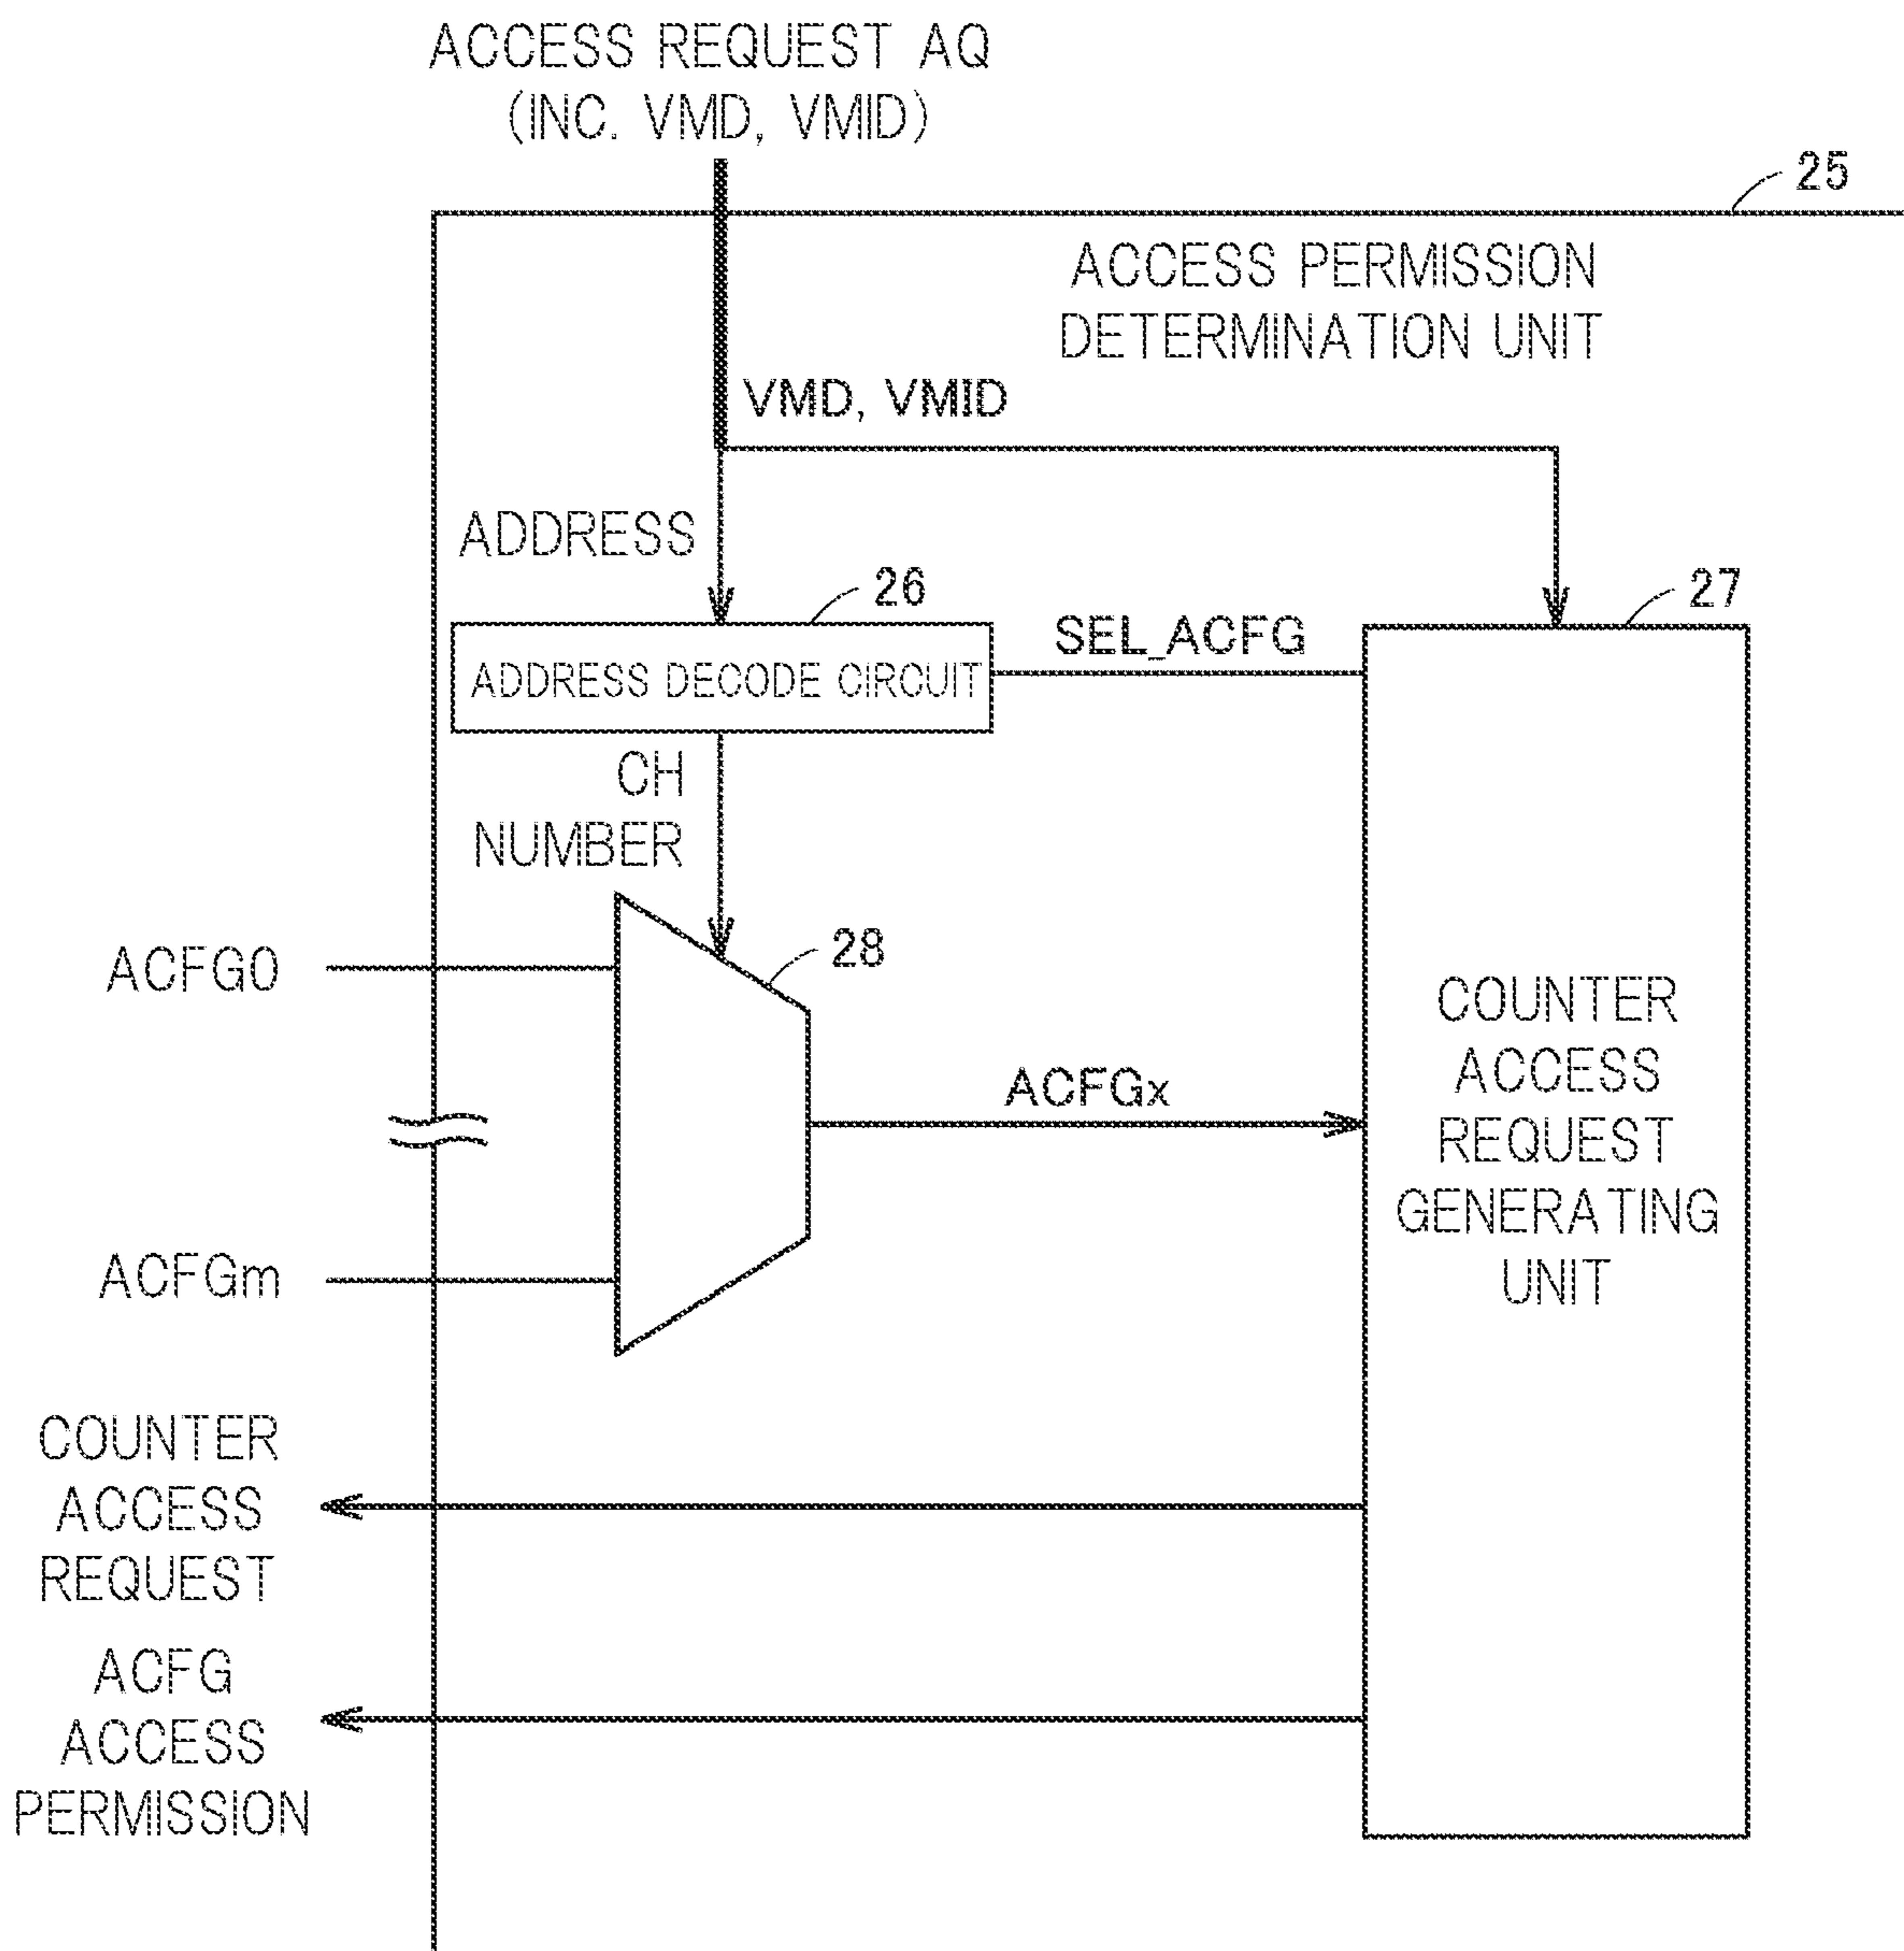 ACCESS REQUEST AQ
(INC. VMD, VMID)
25
ACCESS PERMISSION
DETERMINATION UNIT
VMD, VMID
ADDRESS
26
27
SEL_ACFG
ADDRESS DECODE CIRCUIT
CH
NUMBER
28
ACFG0
ACFGx
ACFGm
COUNTER
ACCESS
REQUEST
GENERATING
UNIT
COUNTER
ACCESS
REQUEST
ACFG
ACCESS
PERMISSION